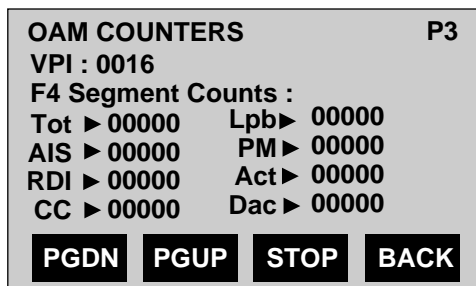 OAM COUNTERS P3
VPI : 0016
F4 Segment Counts :
Tot ►00000 Lpb► 00000
AIS ►00000 PM► 00000
RDI ►00000 Act► 00000
CC ►00000 Dac► 00000
PGDN PGUP STOP BACK